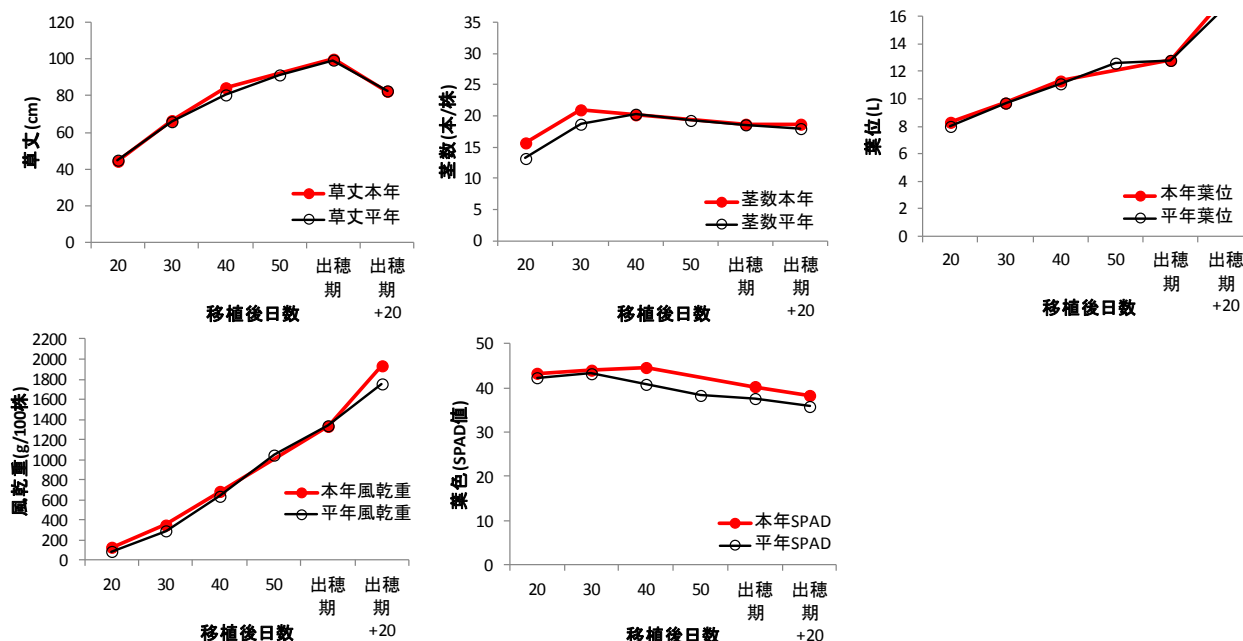 120
100
80
60
40
20
0
草丈(cm)
草丈本年
草丈平年
20
30
40
50
出穂
期
出穂
期
+20
移植後日数
35
30
25
20
15
10
5
0
茎数(本/株)
茎数本年
茎数平年
20
30
40
50
出穂
期
出穂
期
+20
移植後日数
16
14
12
10
8
6
4
2
0
葉位(L)
本年葉位
平年葉位
20
30
40
50
出穂
期
出穂
期
+20
移植後日数
2200
2000
1800
1600
1400
1200
1000
800
600
400
200
0
風乾重(g/100株)
本年風乾重
平年風乾重
20
30
40
50
出穂
期
出穂
期
+20
移植後日数
50
40
30
20
10
0
葉色(SPAD値)
本年SPAD
平年SPAD
20
30
40
50
出穂
期
出穂
期
+20
移植後日数